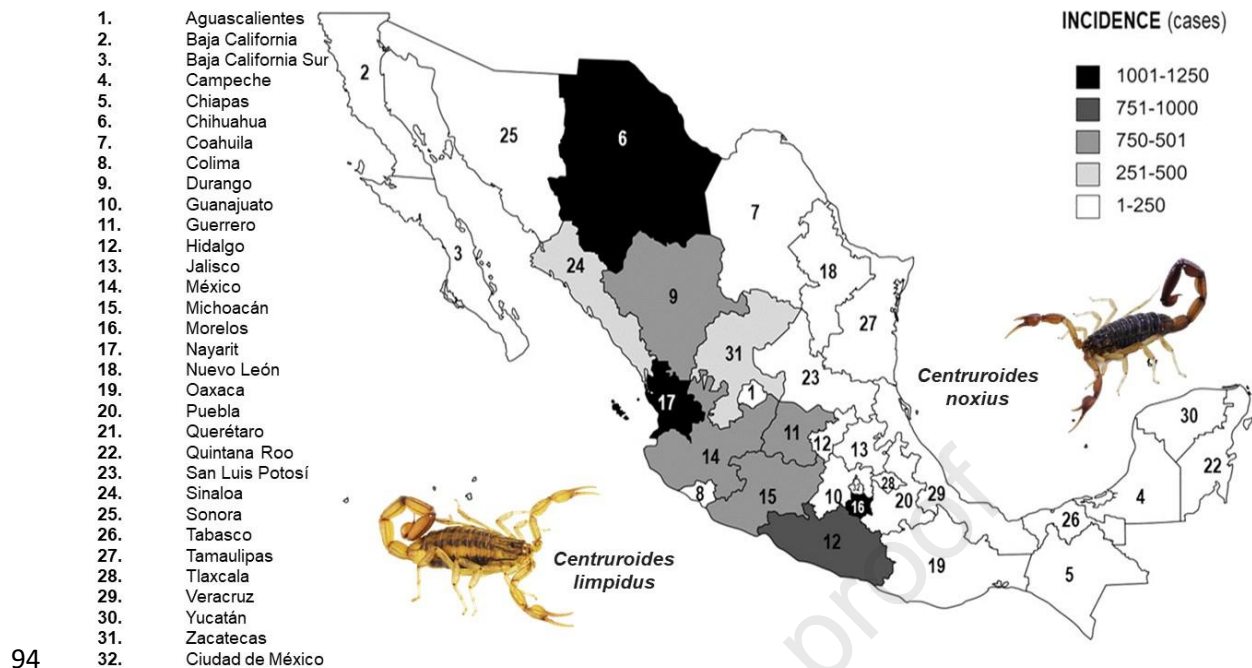 1. Aguascalientes
2. Baja California
3. Baja California Sur
4. Campeche
5. Chiapas
6. Chihuahua
7. Coahuila
8. Colima
9. Durango
10. Guanajuato
11. Guerrero
12. Hidalgo
13. Jalisco
14. México
15. Michoacán
16. Morelos
17. Nayarit
18. Nuevo León
19. Oaxaca
20. Puebla
21. Querétaro
22. Quintana Roo
23. San Luis Potosí
24. Sinaloa
25. Sonora
26. Tabasco
27. Tamaulipas
28. Tlaxcala
29. Veracruz
30. Yucatán
31. Zacatecas
94 32. Ciudad de México
INCIDENCE (cases)
1001-1250
751-1000
750-501
251-500
1-250
2
25
6
7
3
24
18
9
27
31
23
1
17
11
12
13
14
8
15
10
16
28
20
29
12
19
30
22
4
26
5
Centruroides
noxius
Centruroides
limpidus
proof